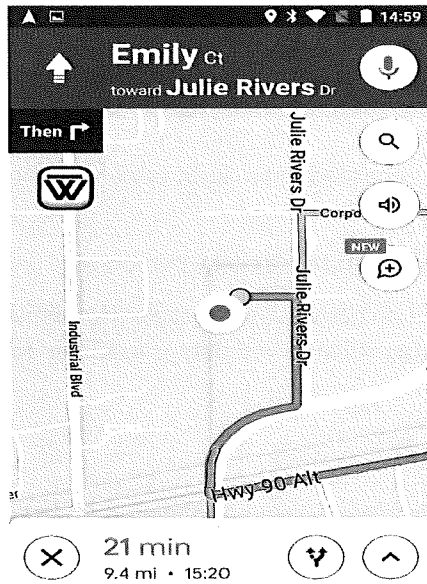 14:59
Emily Ct
toward Julie Rivers Dr
Then
W
Julie Rivers Dr
Corpo
NEW
Julie Rivers Dr
Industrial Blvd
Hwy 90 Alt
er
21 min
9.4 mi • 15:20